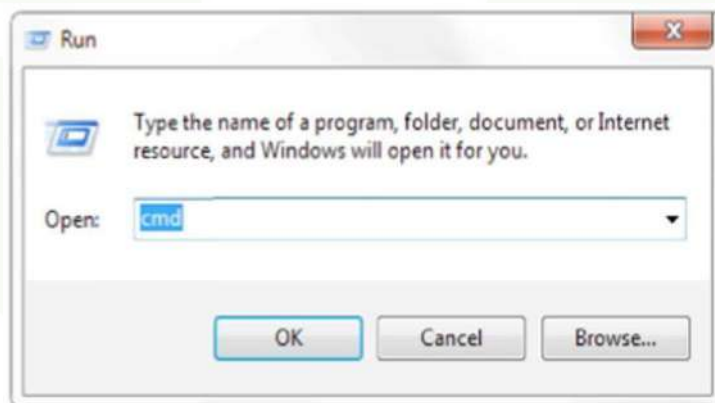 Run
Type the name of a program, folder, document, or Internet
resource, and Windows will open it for you.
Open: cmd
OK Cancel Browse...